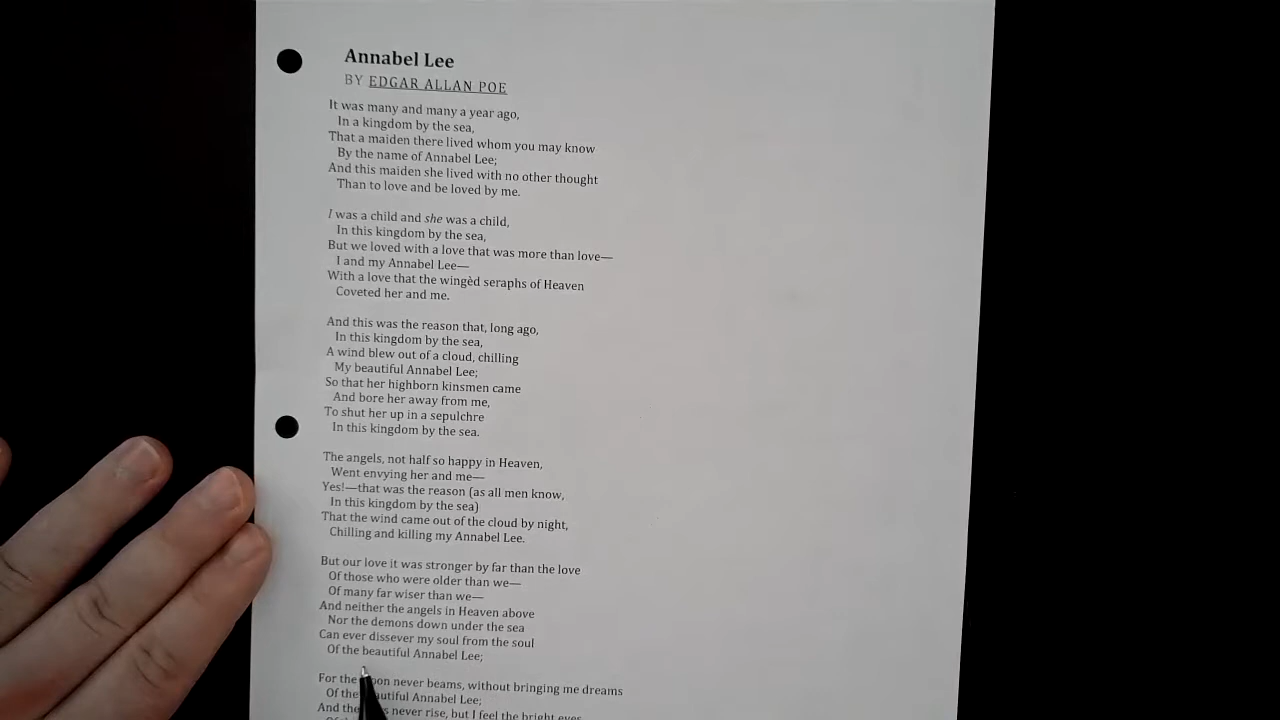 Annabel Lee
BY EDGAR ALLAN POE
It was many and many a year ago,
In a kingdom by the sea,
That a maiden there lived whom you may know
By the name of Annabel Lee;
And this maiden she lived with no other thought
Than to love and be loved by me.
I was a child and she was a child,
In this kingdom by the sea,
But we loved with a love that was more than love—
I and my Annabel Lee—
With a love that the wingèd seraphs of Heaven
Coveted her and me.
And this was the reason that, long ago,
In this kingdom by the sea,
A wind blew out of a cloud, chilling
My beautiful Annabel Lee;
So that her highborn kinsmen came
And bore her away from me,
To shut her up in a sepulchre
In this kingdom by the sea.
The angels, not half so happy in Heaven,
Went envying her and me—
Yes!—that was the reason (as all men know,
In this kingdom by the sea)
That the wind came out of the cloud by night,
Chilling and killing my Annabel Lee.
But our love it was stronger by far than the love
Of those who were older than we—
Of many far wiser than we—
And neither the angels in Heaven above
Nor the demons down under the sea
Can ever dissever my soul from the soul
Of the beautiful Annabel Lee;
For the never beams, without bringing me dreams
Of the Annabel Lee;
And the never rise, but I feel the bright eyes